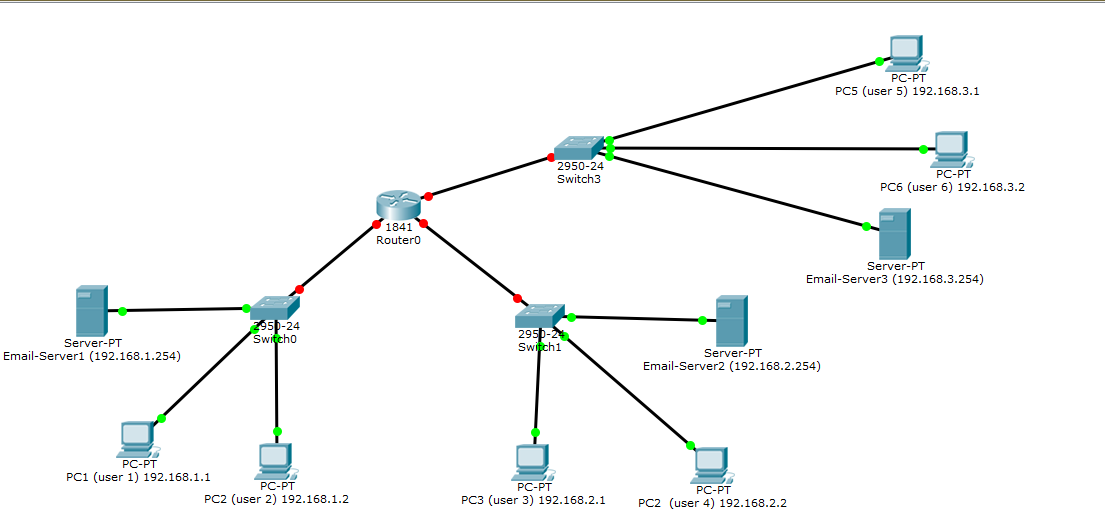 PC-PT
PC5 (user 5) 192.168.3.1
2950-24
Switch3
PC-PT
PC6 (user 6) 192.168.3.2
1841
Router0
Server-PT
Email-Server3 (192.168.3.254)
2950-24
Switch0
2950-24
Switch1
Server-PT
Email-Server1 (192.168.1.254)
Server-PT
Email-Server2 (192.168.2.254)
PC-PT
PC1 (user 1) 192.168.1.1
PC-PT
PC2 (user 2) 192.168.1.2
PC-PT
PC3 (user 3) 192.168.2.1
PC-PT
PC2  (user 4) 192.168.2.2